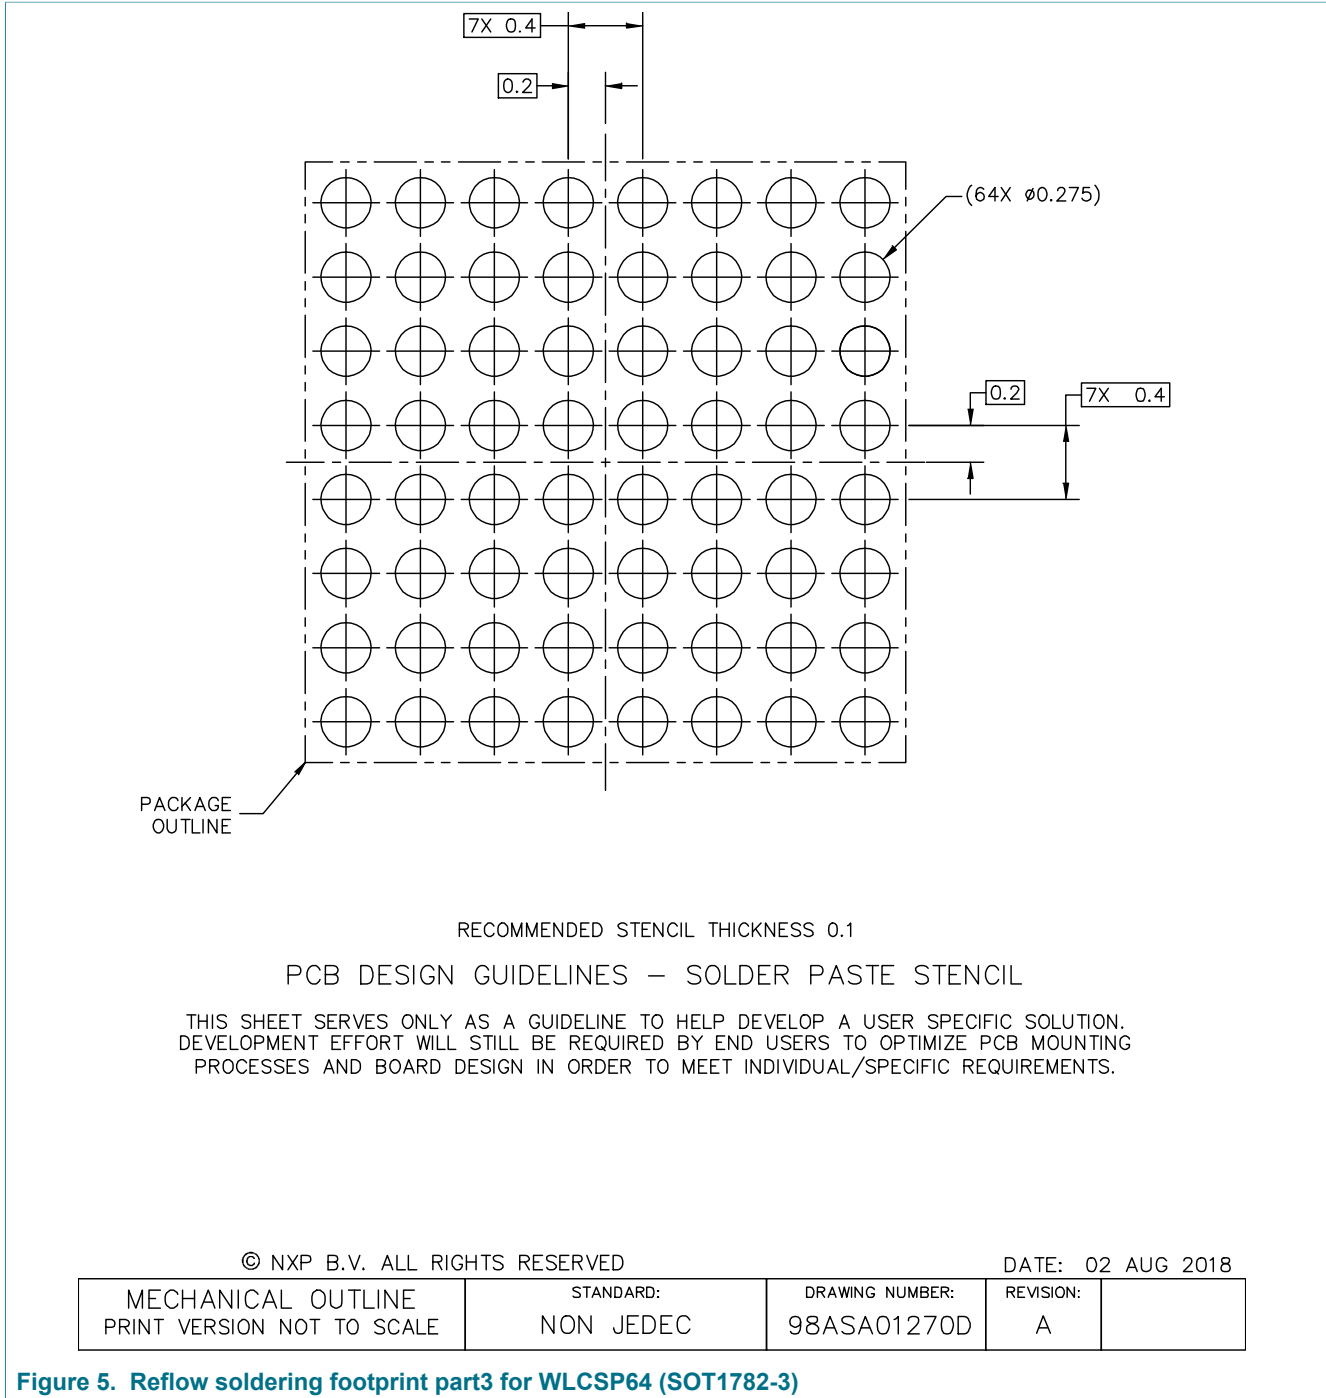 7X 0.4
0.2
(64X ø0.275)
0.2
7X 0.4
PACKAGE
OUTLINE
RECOMMENDED STENCIL THICKNESS 0.1
PCB DESIGN GUIDELINES – SOLDER PASTE STENCIL
THIS SHEET SERVES ONLY AS A GUIDELINE TO HELP DEVELOP A USER SPECIFIC SOLUTION.
DEVELOPMENT EFFORT WILL STILL BE REQUIRED BY END USERS TO OPTIMIZE PCB MOUNTING
PROCESSES AND BOARD DESIGN IN ORDER TO MEET INDIVIDUAL/SPECIFIC REQUIREMENTS.
© NXP B.V. ALL RIGHTS RESERVED
DATE: 02 AUG 2018
MECHANICAL OUTLINE
PRINT VERSION NOT TO SCALE
STANDARD:
NON JEDEC
DRAWING NUMBER:
98ASA01270D
REVISION:
A
Figure 5. Reflow soldering footprint part3 for WLCSP64 (SOT1782-3)